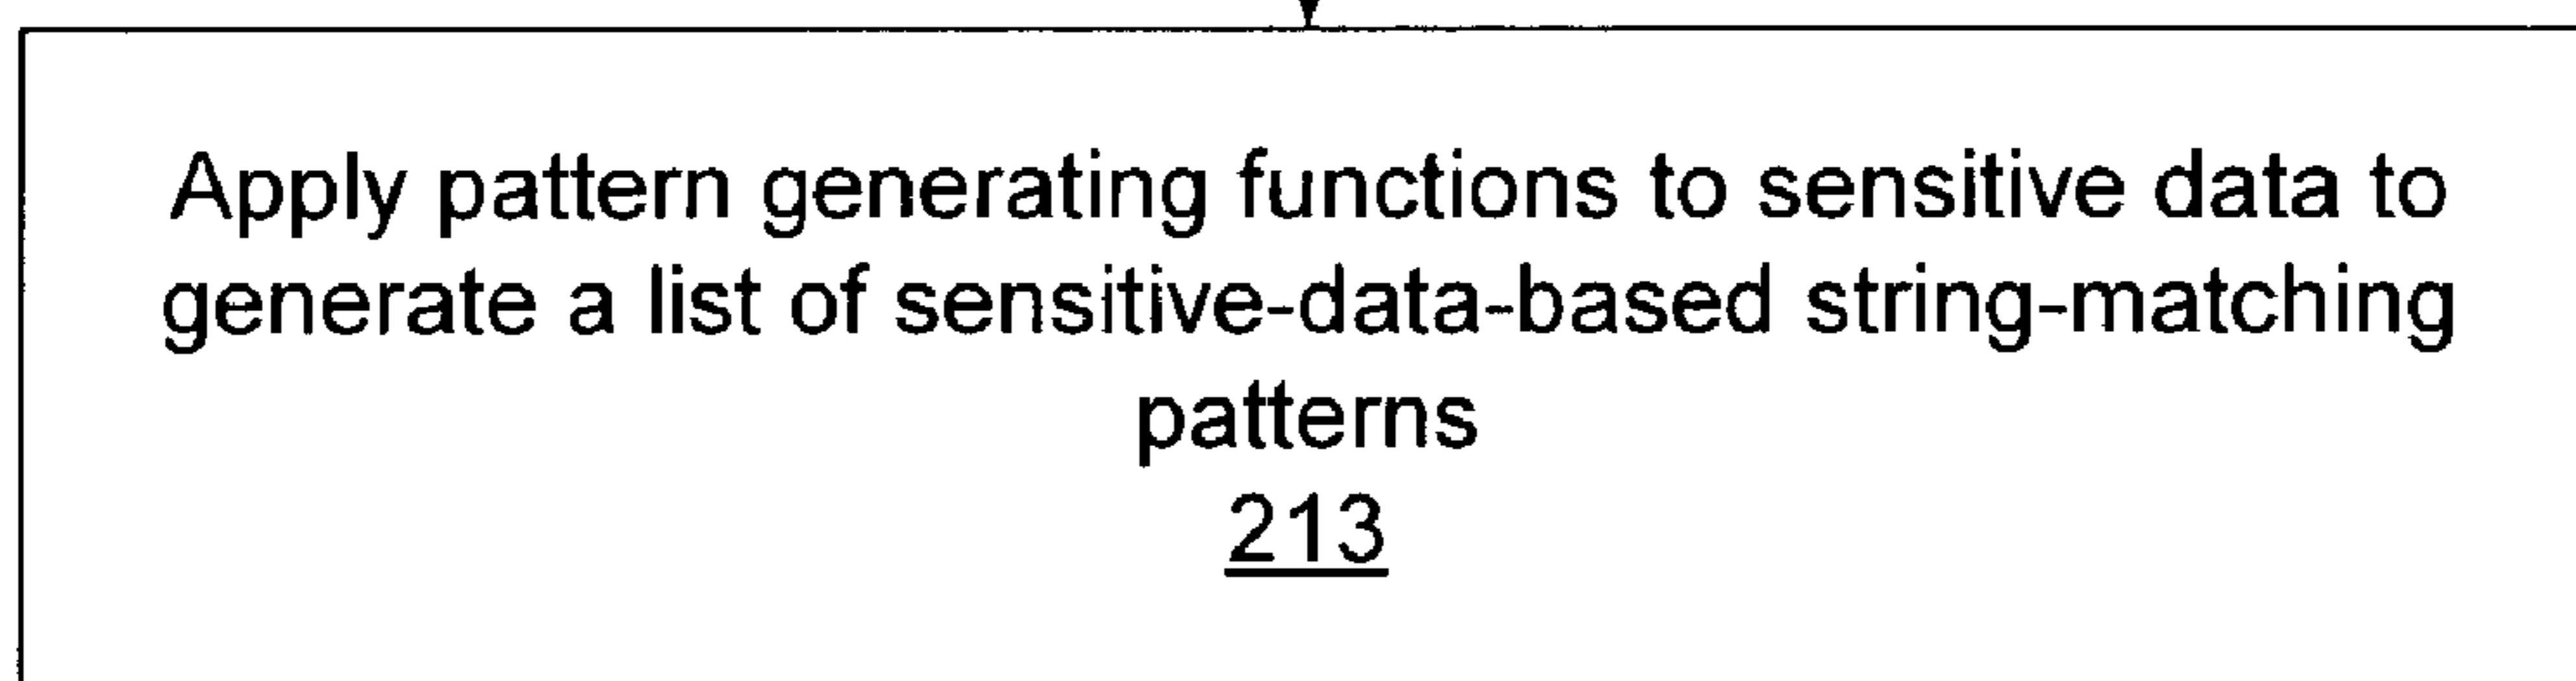 Apply pattern generating functions to sensitive data to
generate a list of sensitive-data-based string-matching
patterns
213